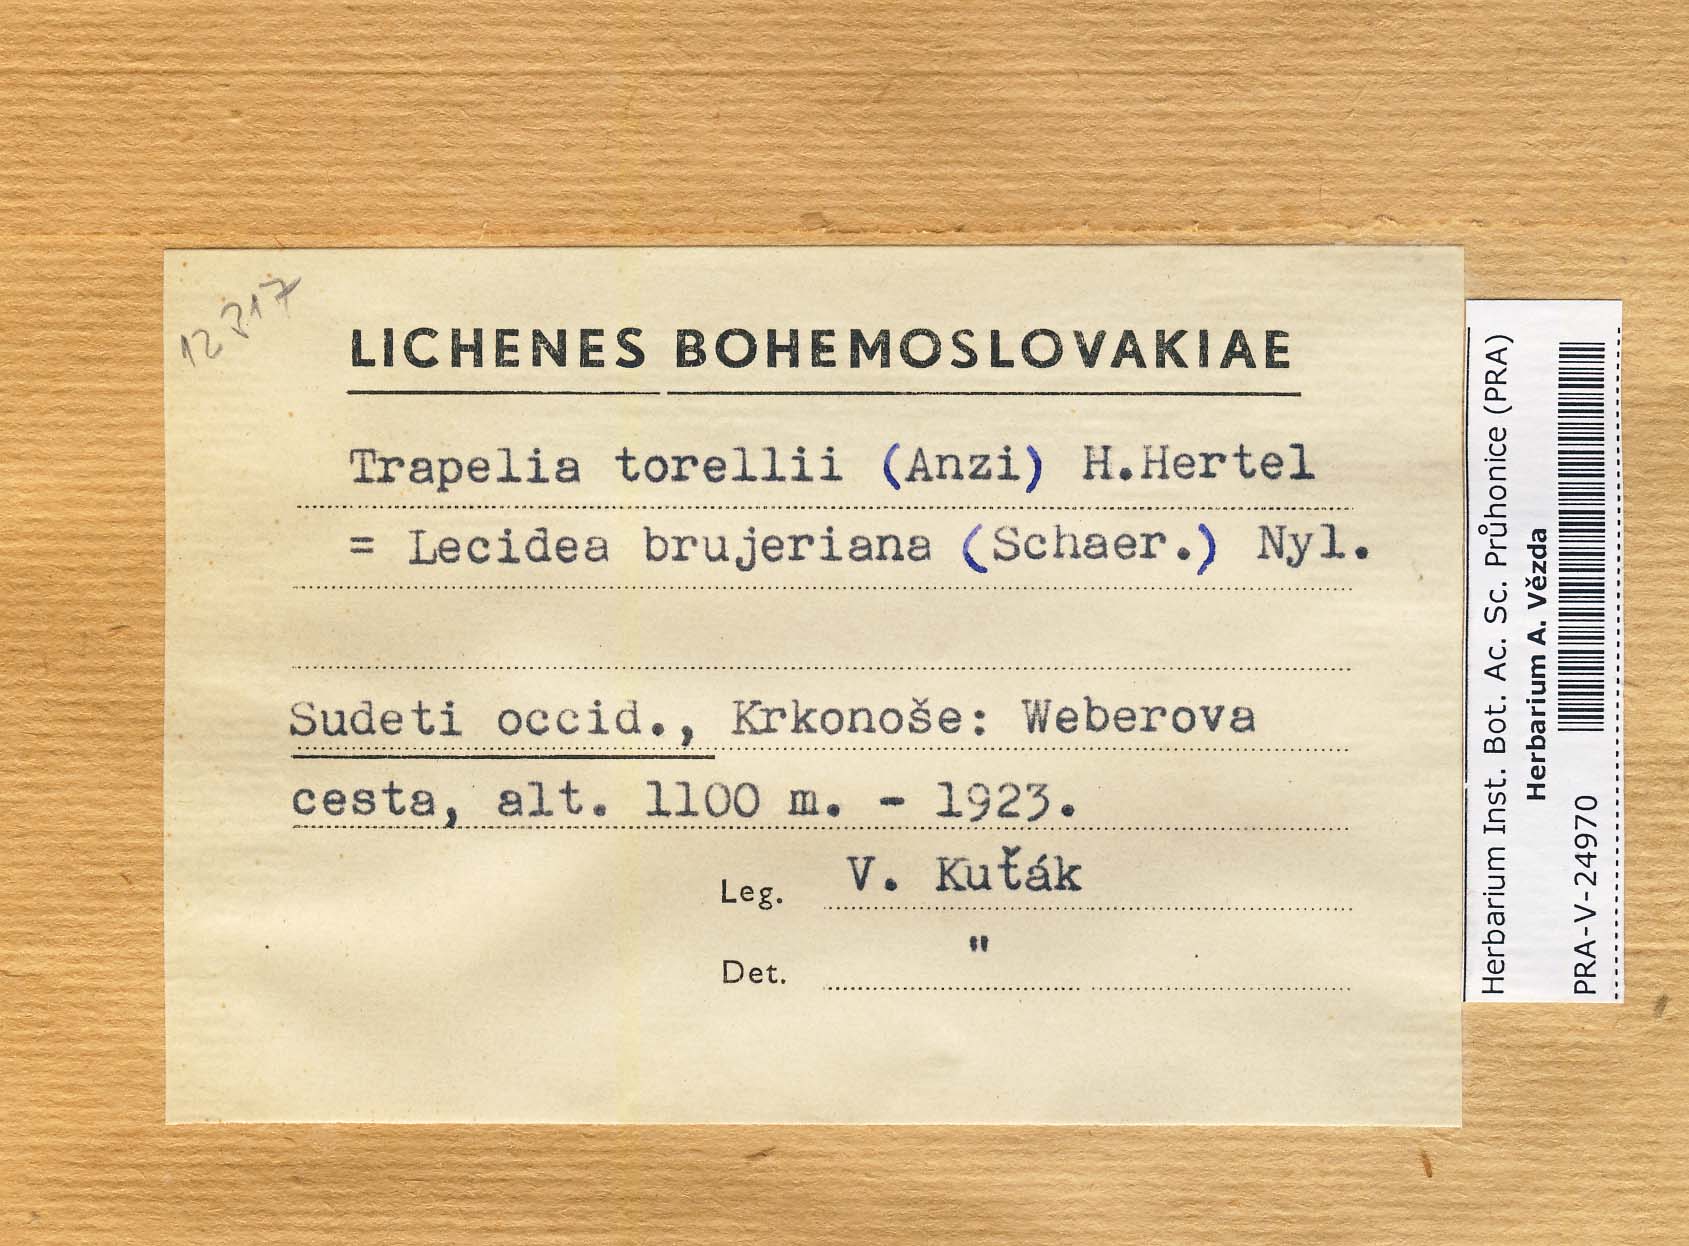 12817
LICHENES BOHEMOSLOVAKIAE
Trapelia torellii (Anzi) H.Hertel
= Lecidea brujeriana (Schaer.) Nyl.
Sudeti occid., Krkonoše: Weberova
cesta, alt. 1100 m. - 1923.
Leg. V. Kuťák
Det. "
Herbarium Inst. Bot. Ac. Sc. Průhonice (PRA)
Herbarium A. Vězda
PRA-V-24970